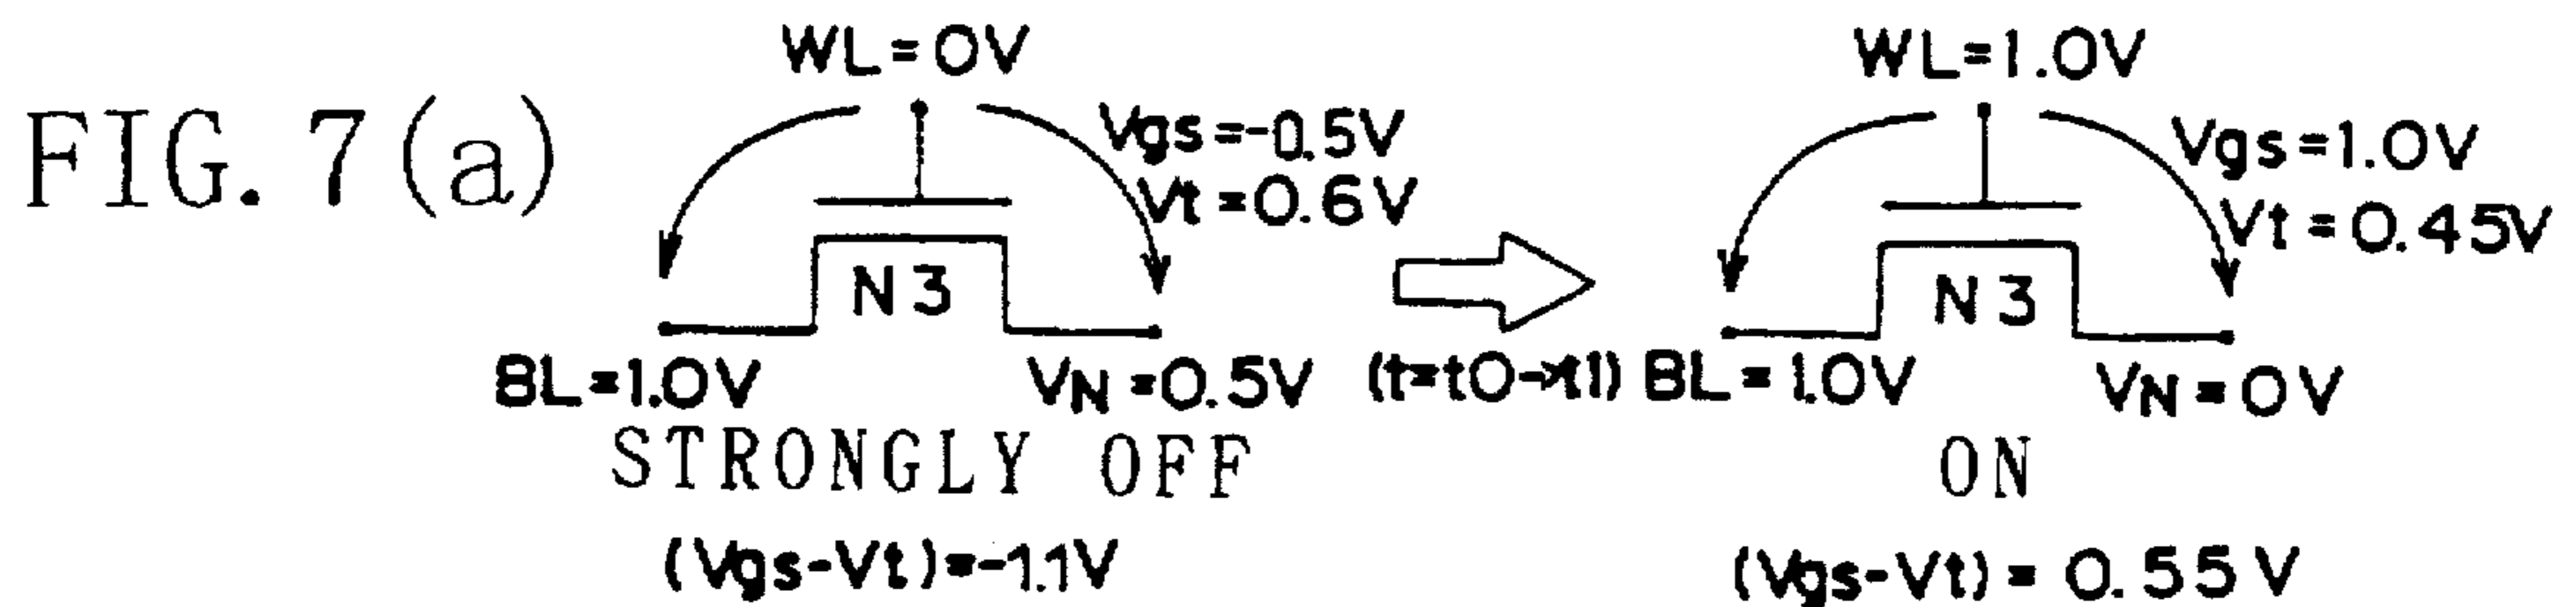 FIG. 7(a)
WL=0V
Vgs=-0.5V
Vt=0.6V
N3
BL=1.0V
VN=0.5V
STRONGLY OFF
(Vgs-Vt)=-1.1V
(t=t0→t1)
WL=1.0V
Vgs=1.0V
Vt=0.45V
N3
BL=1.0V
VN=0V
ON
(Vgs-Vt)=0.55V